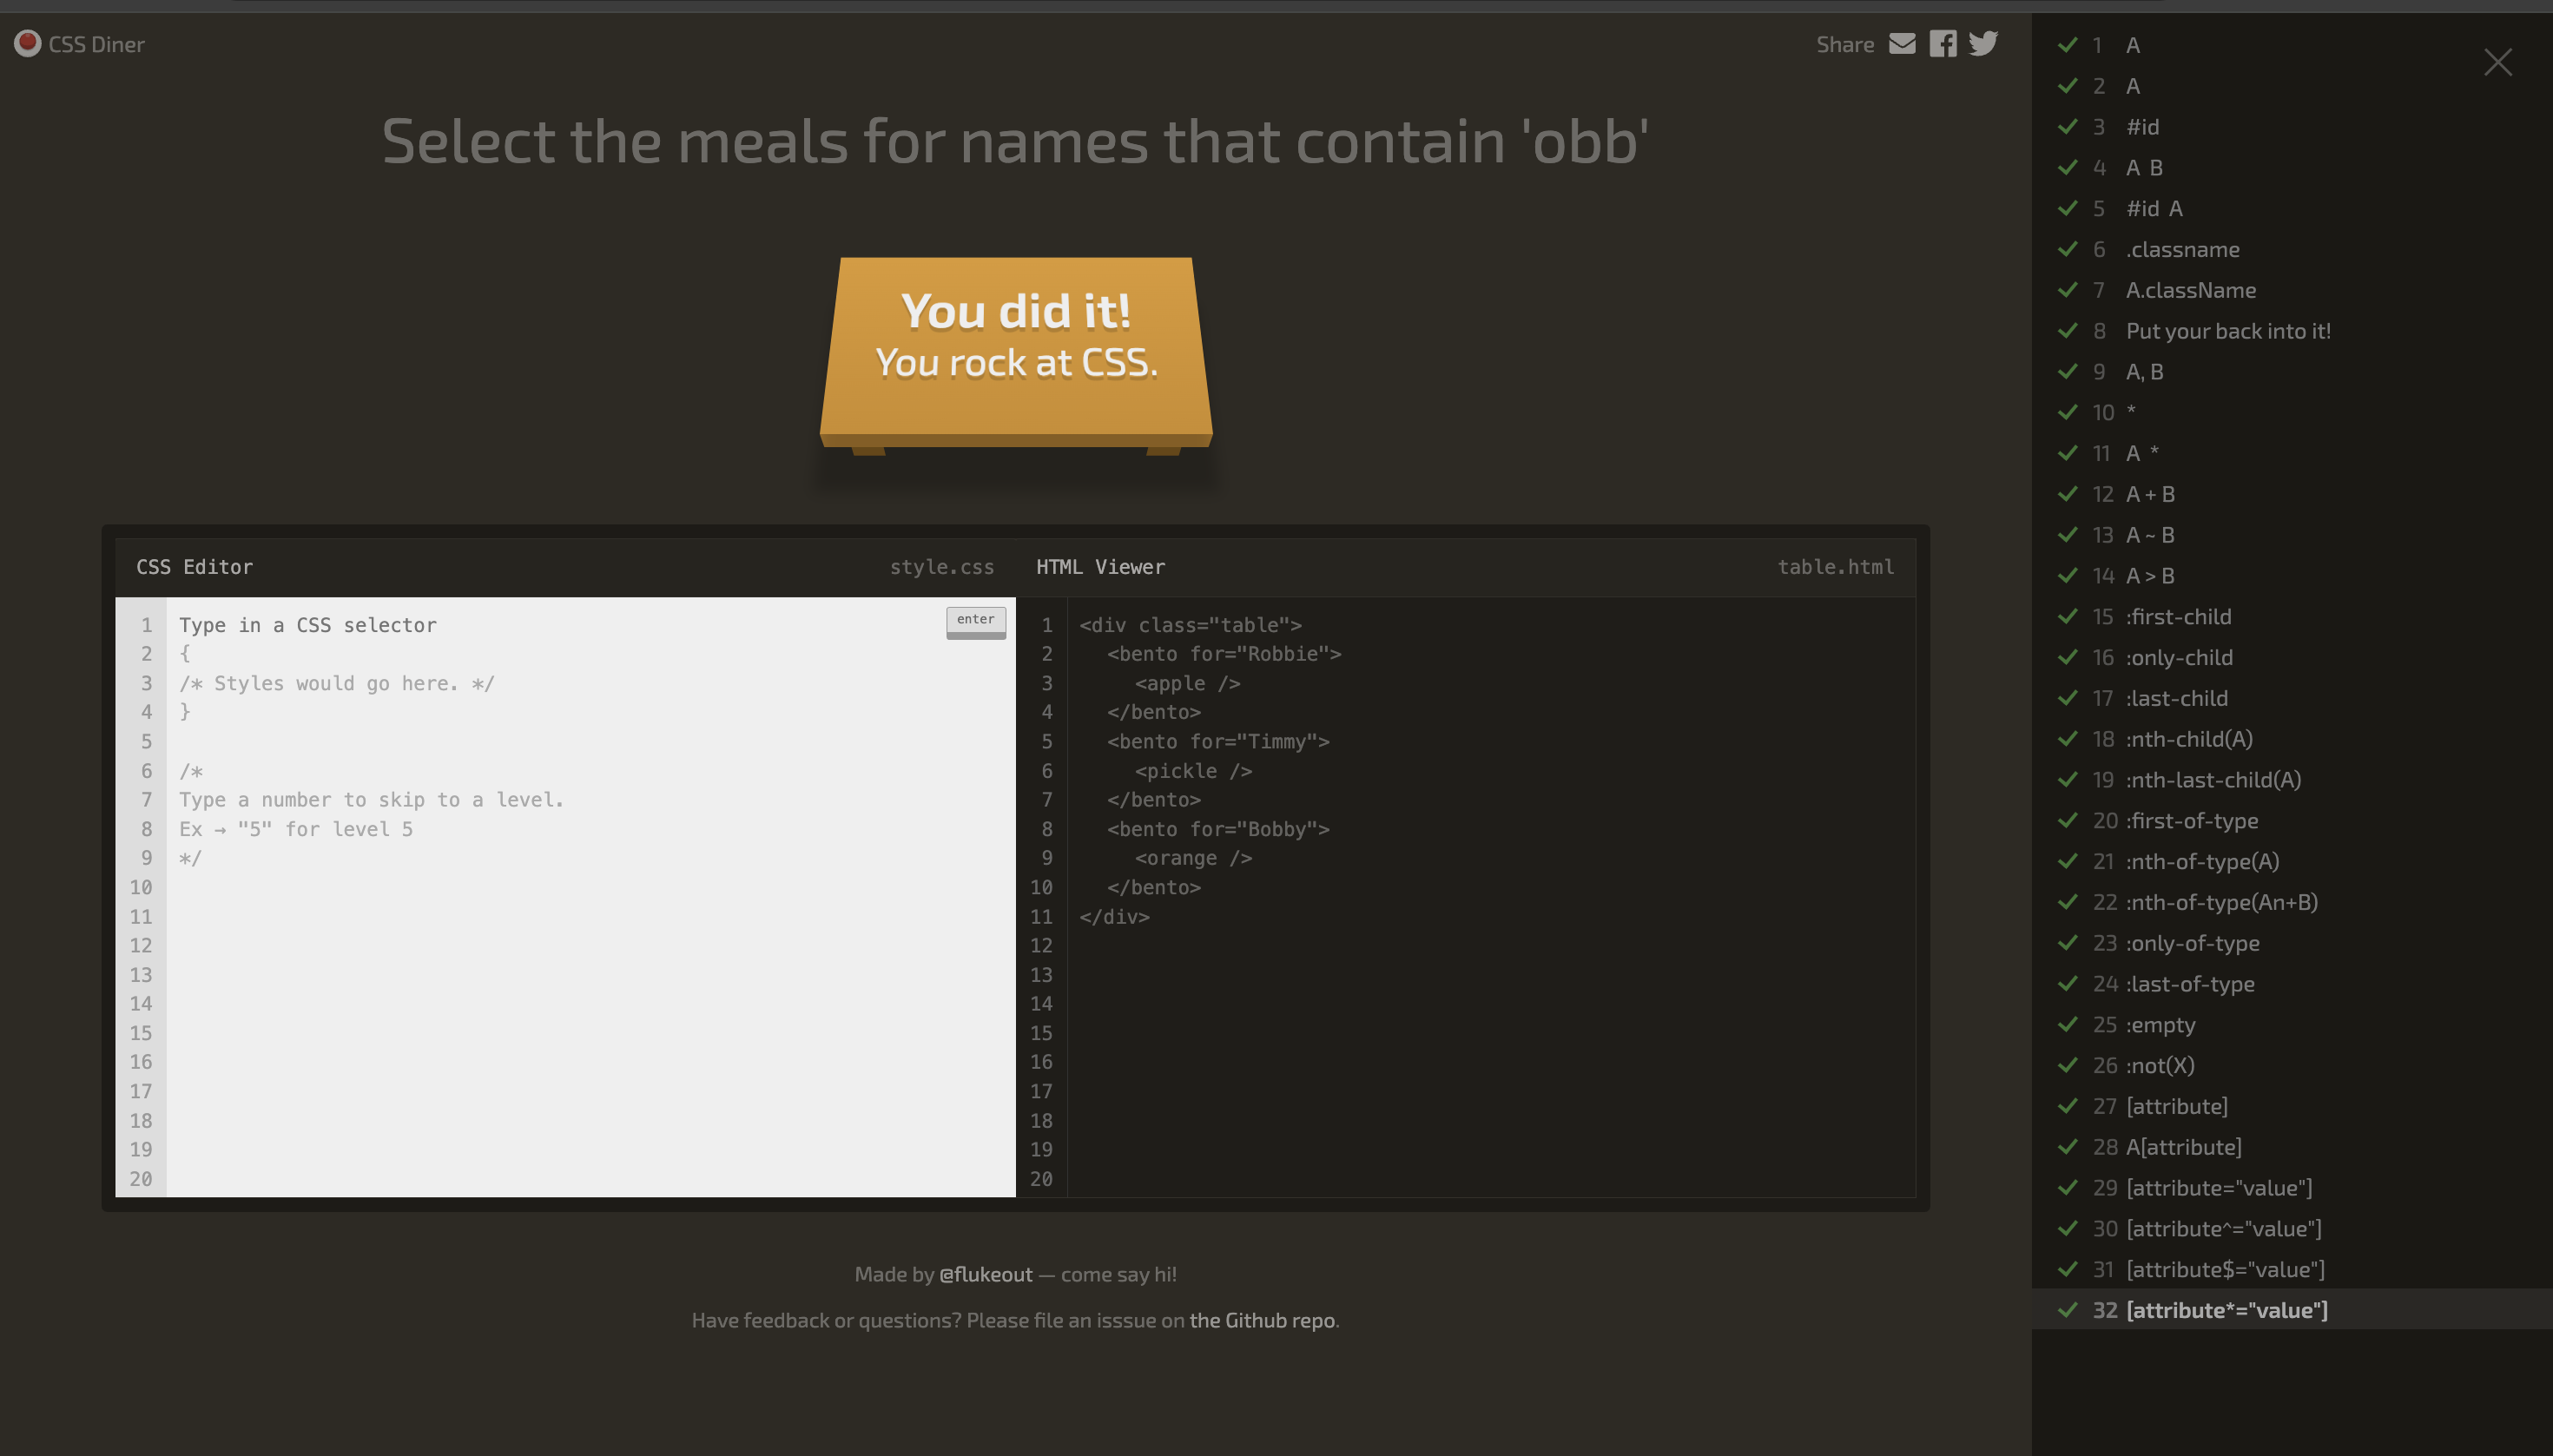 CSS Diner
Share
Select the meals for names that contain 'obb'
You did it!
You rock at CSS.
CSS Editor style.css
1 Type in a CSS selector
enter
2 {
3 /* Styles would go here. */
4 }
5
6 /*
7 Type a number to skip to a level.
8 Ex → "5" for level 5
9 */
10
11
12
13
14
15
16
17
18
19
20
HTML Viewer table.html
1 <div class="table">
2 <bento for="Robbie">
3 <apple />
4 </bento>
5 <bento for="Timmy">
6 <pickle />
7 </bento>
8 <bento for="Bobby">
9 <orange />
10 </bento>
11 </div>
12
13
14
15
16
17
18
19
20
Made by @flukeout — come say hi!
Have feedback or questions? Please file an isssue on the Github repo.
1 A
2 A
3 #id
4 A B
5 #id A
6 .classname
7 A.className
8 Put your back into it!
9 A, B
10 *
11 A *
12 A + B
13 A ~ B
14 A > B
15 :first-child
16 :only-child
17 :last-child
18 :nth-child(A)
19 :nth-last-child(A)
20 :first-of-type
21 :nth-of-type(A)
22 :nth-of-type(An+B)
23 :only-of-type
24 :last-of-type
25 :empty
26 :not(X)
27 [attribute]
28 A[attribute]
29 [attribute="value"]
30 [attribute^="value"]
31 [attribute$="value"]
32 [attribute*="value"]